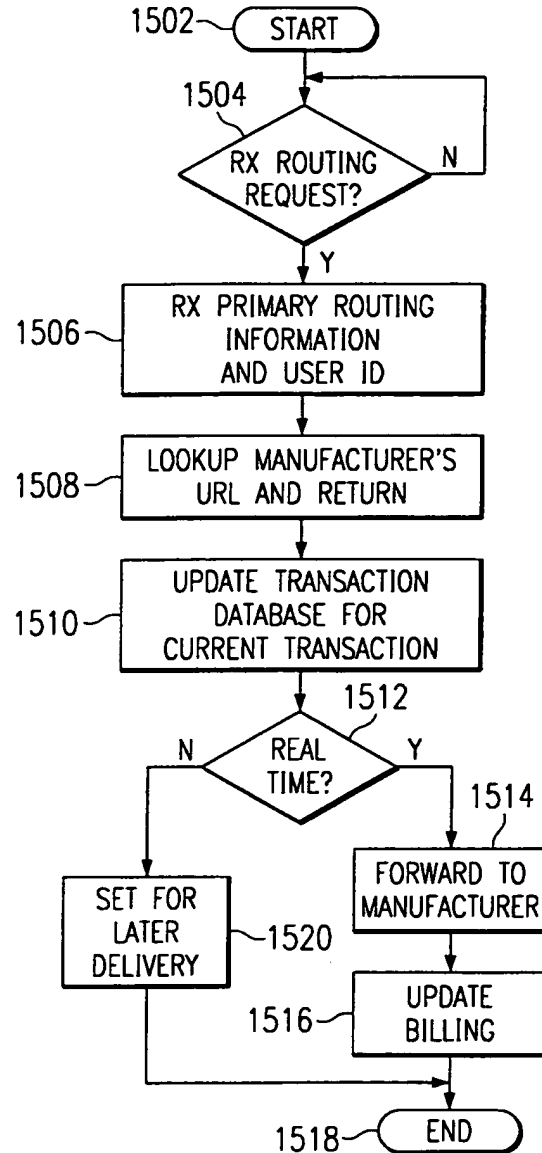 1502
START
1504
RX ROUTING
REQUEST?
N
Y
1506
RX PRIMARY ROUTING
INFORMATION
AND USER ID
1508
LOOKUP MANUFACTURER'S
URL AND RETURN
1510
UPDATE TRANSACTION
DATABASE FOR
CURRENT TRANSACTION
1512
N
REAL
TIME?
Y
1514
FORWARD TO
MANUFACTURER
SET FOR
LATER
DELIVERY
1520
1516
UPDATE
BILLING
1518
END